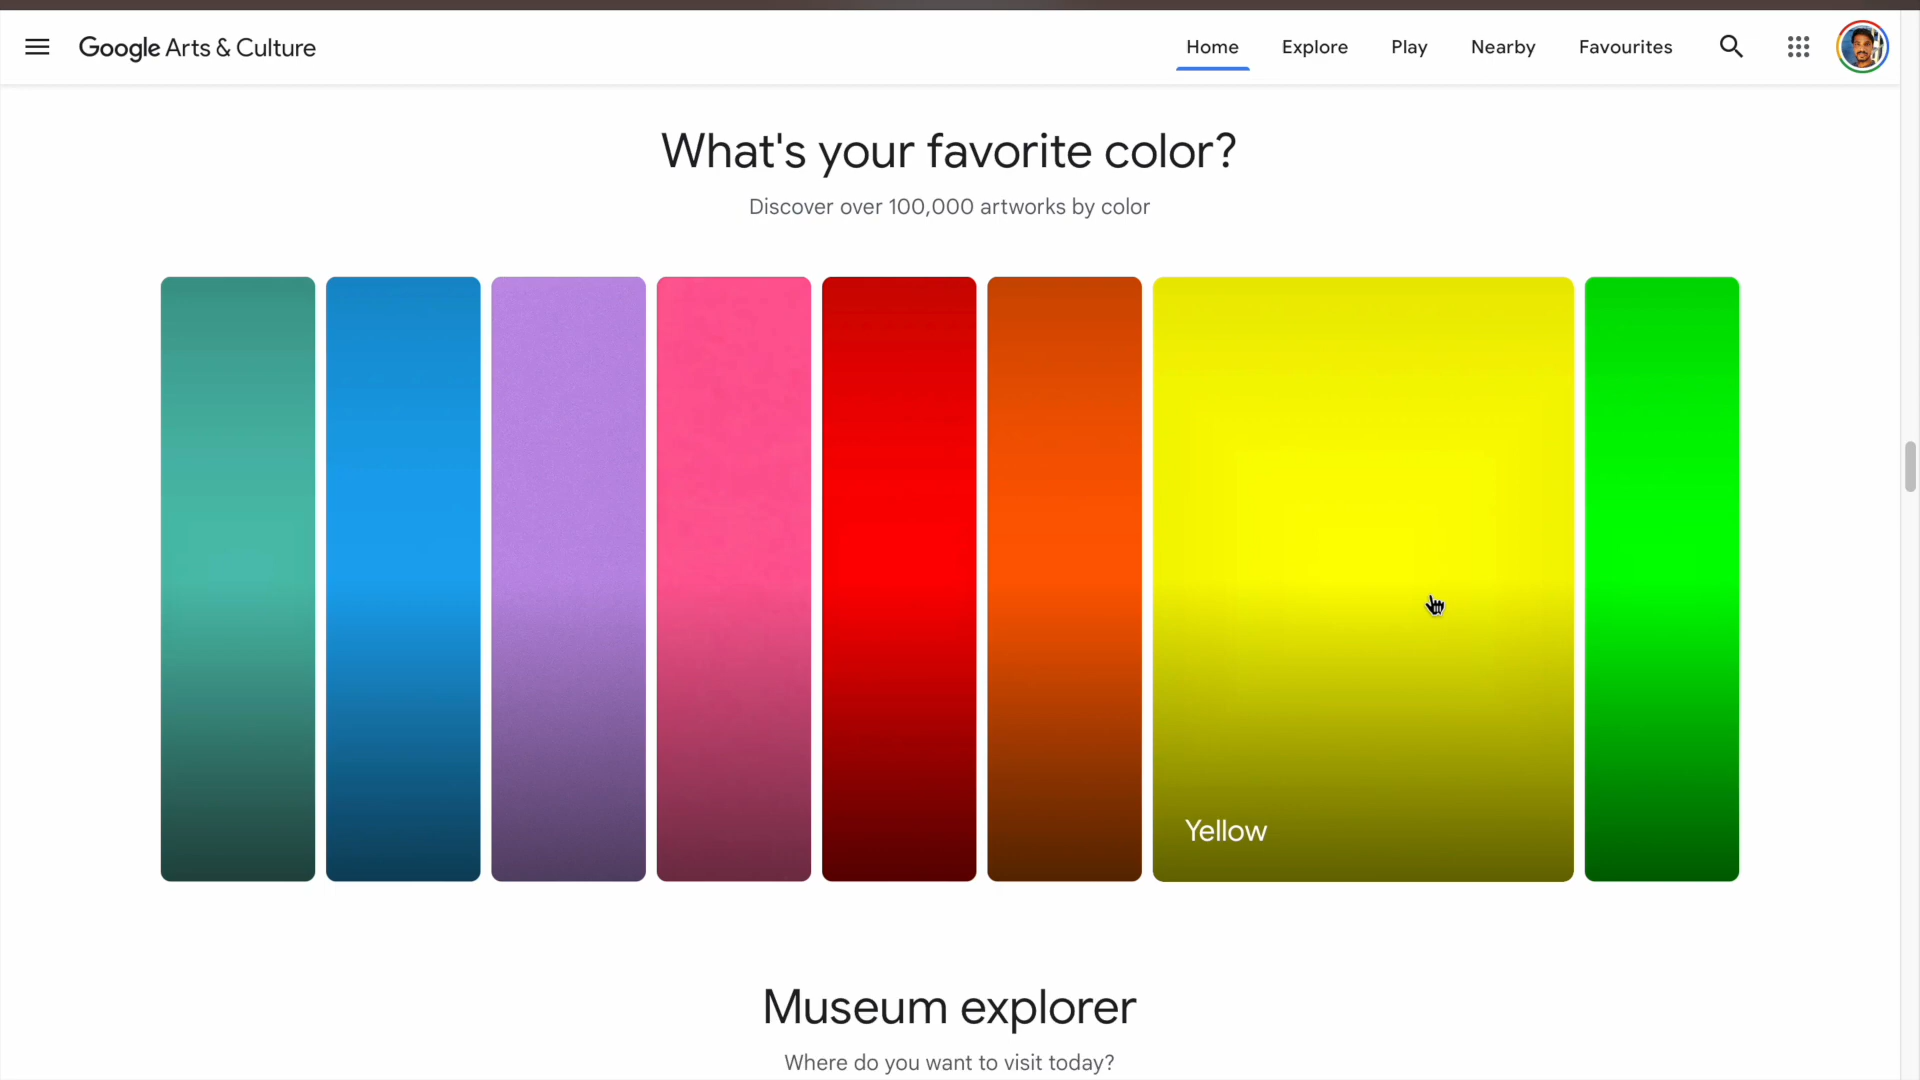 Google Arts & Culture
Home Explore Play Nearby Favourites
What's your favorite color?
Discover over 100,000 artworks by color
Yellow
Museum explorer
Where do you want to visit today?